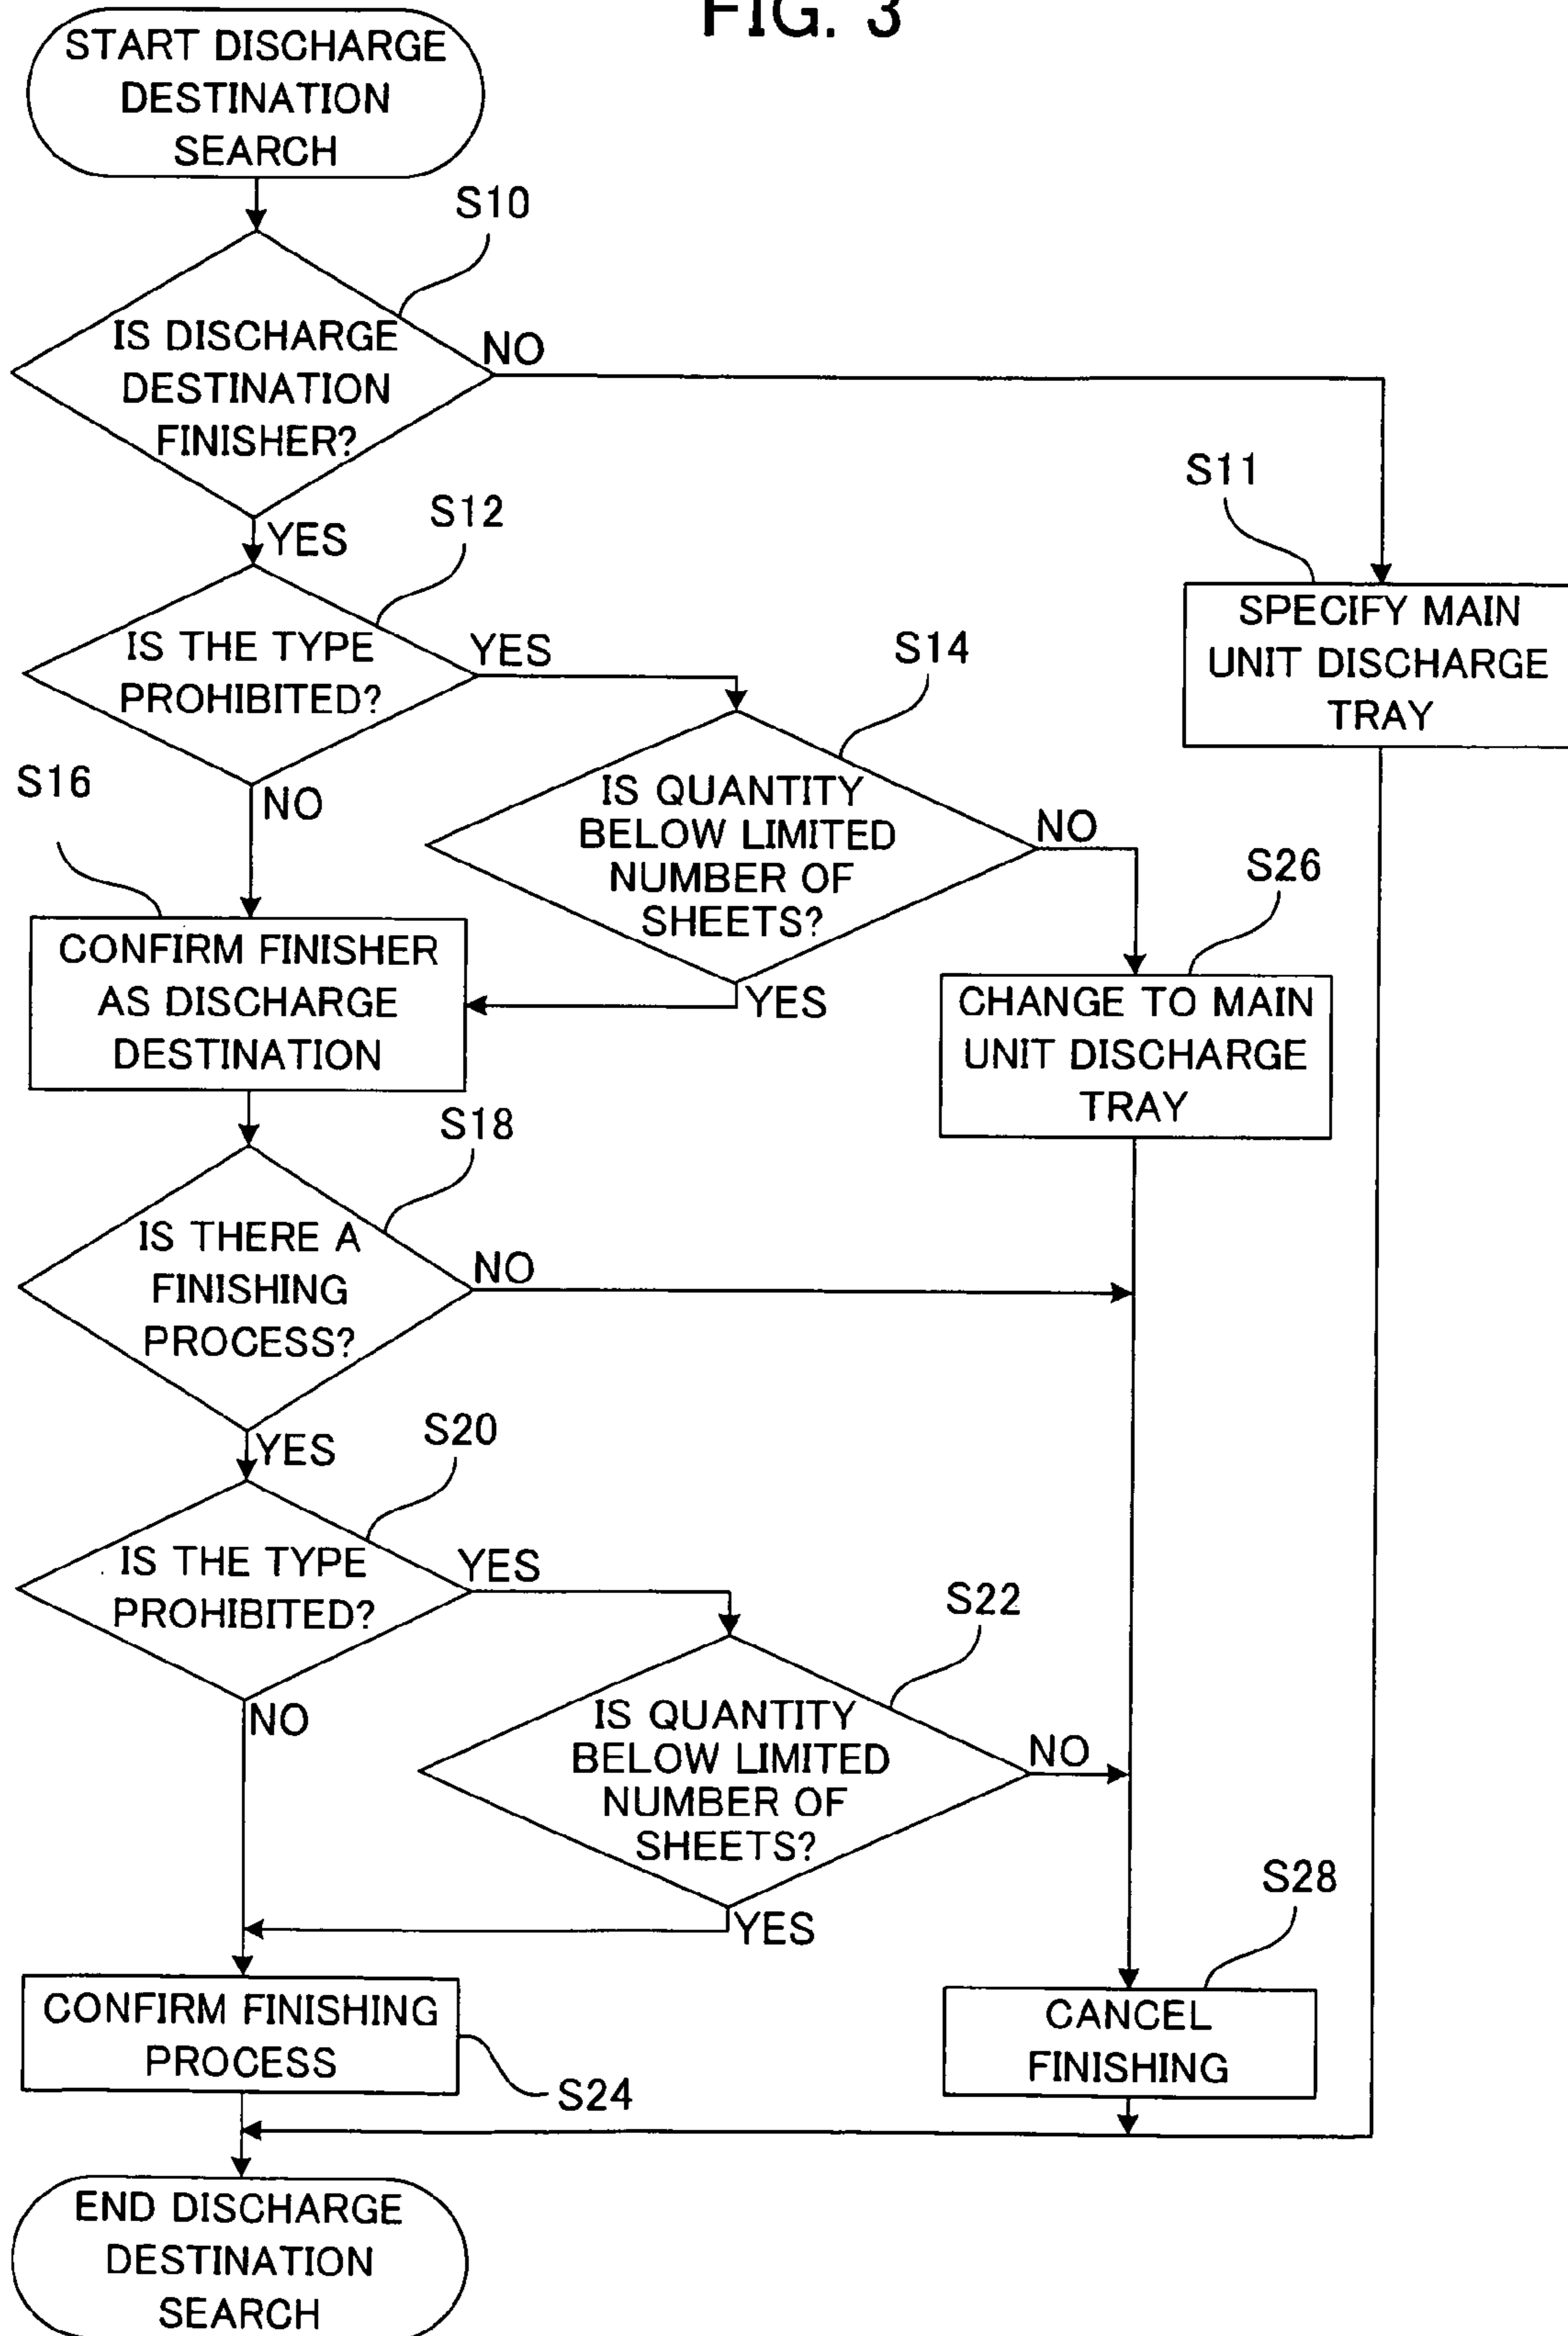 FIG. 3
START DISCHARGE
DESTINATION
SEARCH
S10
IS DISCHARGE
DESTINATION
FINISHER?
NO
YES
S11
SPECIFY MAIN
UNIT DISCHARGE
TRAY
S12
IS THE TYPE
PROHIBITED?
YES
NO
S14
IS QUANTITY
BELOW LIMITED
NUMBER OF
SHEETS?
NO
YES
S16
CONFIRM FINISHER
AS DISCHARGE
DESTINATION
S26
CHANGE TO MAIN
UNIT DISCHARGE
TRAY
S18
IS THERE A
FINISHING
PROCESS?
NO
YES
S20
IS THE TYPE
PROHIBITED?
YES
NO
S22
IS QUANTITY
BELOW LIMITED
NUMBER OF
SHEETS?
NO
YES
S28
CANCEL
FINISHING
CONFIRM FINISHING
PROCESS
S24
END DISCHARGE
DESTINATION
SEARCH